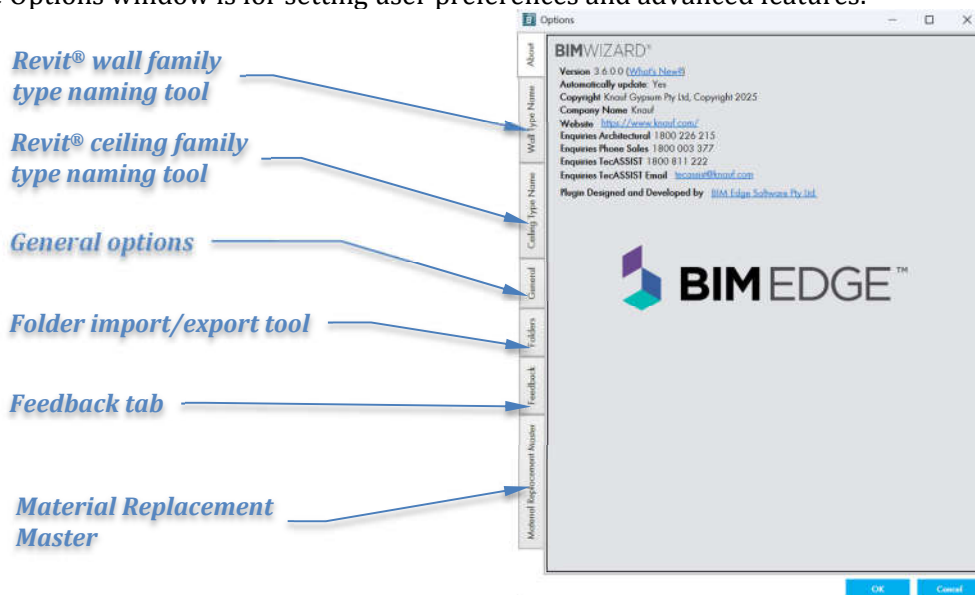 Options window is for setting user preferences and advanced features.
Options
Revit® wall family
type naming tool
Revit® ceiling family
type naming tool
General options
Folder import/export tool
Feedback tab
Material Replacement
Master
About
Wall Type Name
Ceiling Type Name
General
Folders
Feedback
Material Replacement Master
BIMWIZARD®
Version 3.6.0.0 (What's New?)
Automatically update: Yes
Copyright Knauf Gypsum Pty Ltd, Copyright 2025
Company Name Knauf
Website https://www.knauf.com/
Enquiries Architectural 1800 226 215
Enquiries Phone Sales 1800 003 377
Enquiries TecASSIST 1800 811 222
Enquiries TecASSIST Email tecassist@knauf.com
Plugin Designed and Developed by BIM Edge Software Pty Ltd.
BIMEDGE™
OK
Cancel